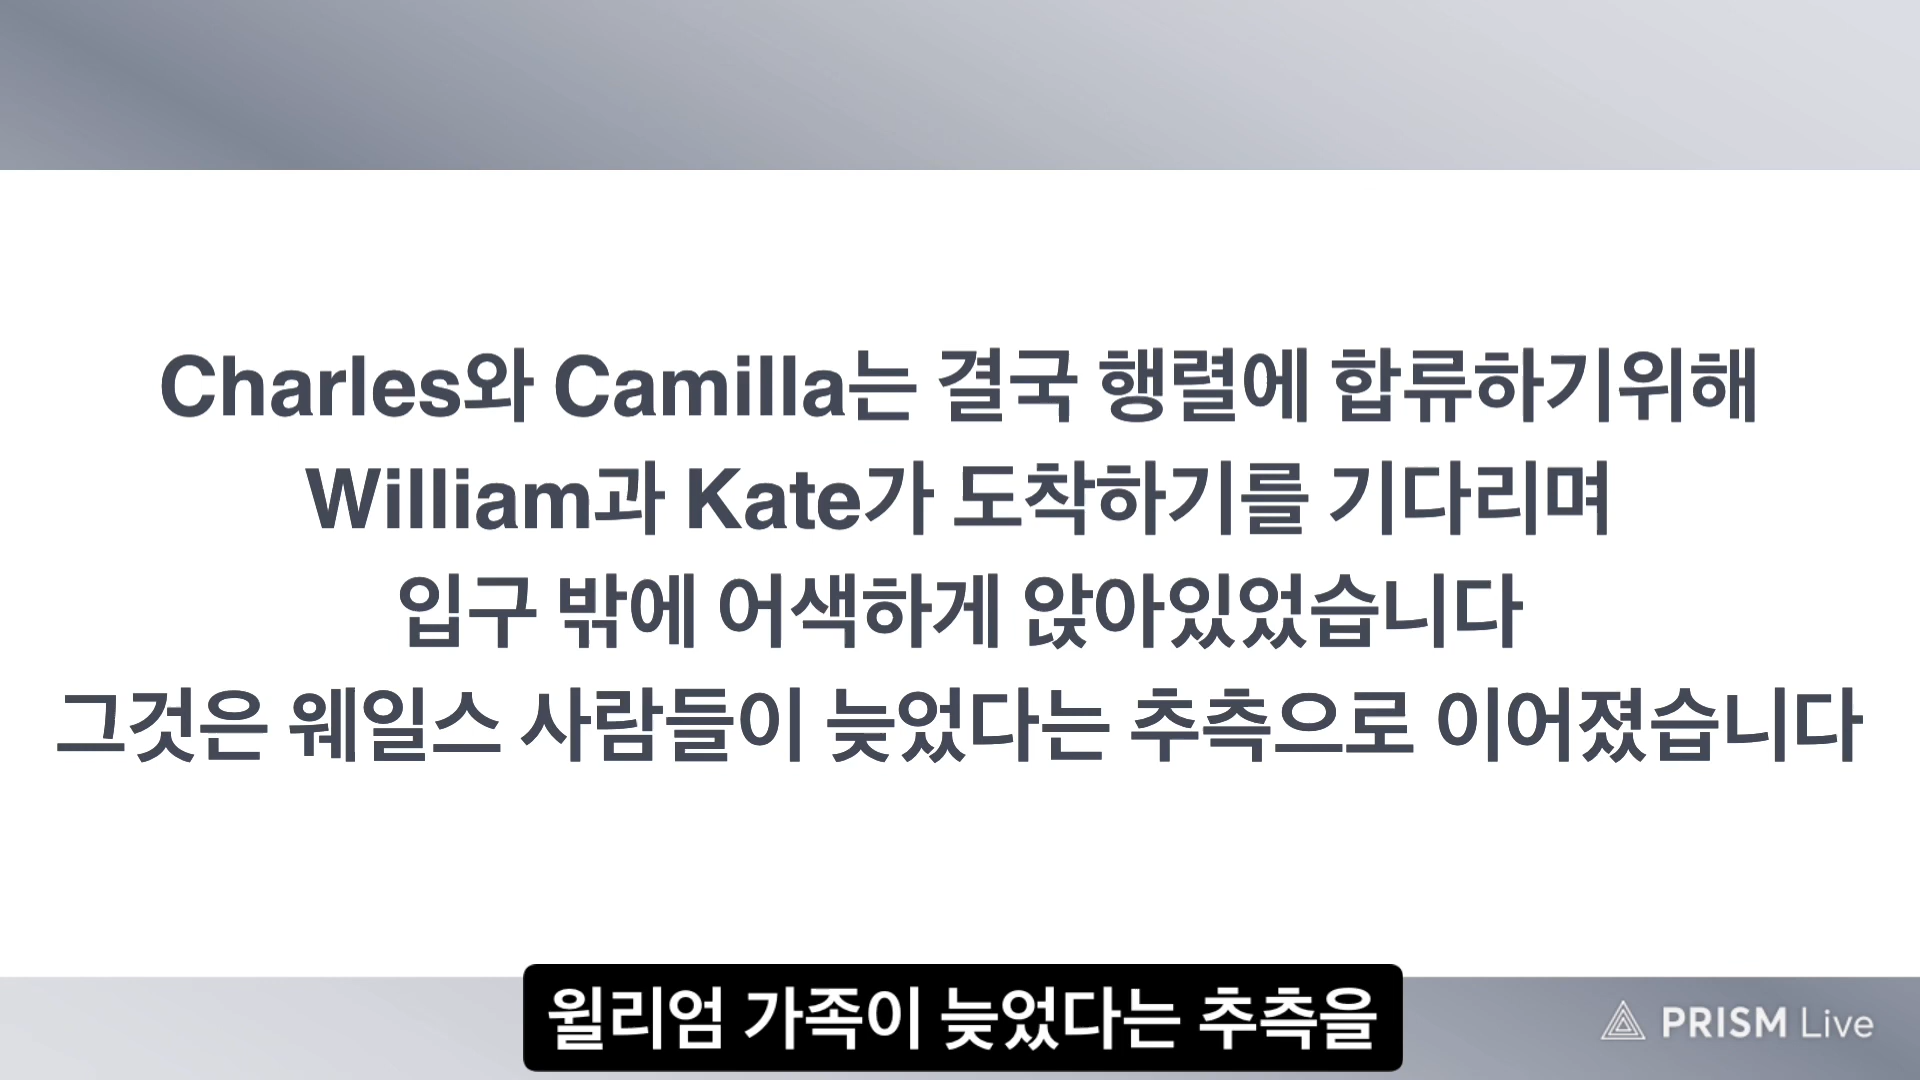 Charles와 Camilla는 결국 행렬에 합류하기위해
William과 Kate가 도착하기를 기다리며
입구 밖에 어색하게 앉아있었습니다
그것은 웨일스 사람들이 늦었다는 추측으로 이어졌습니다
윌리엄 가족이 늦었다는 추측을
PRISM Live